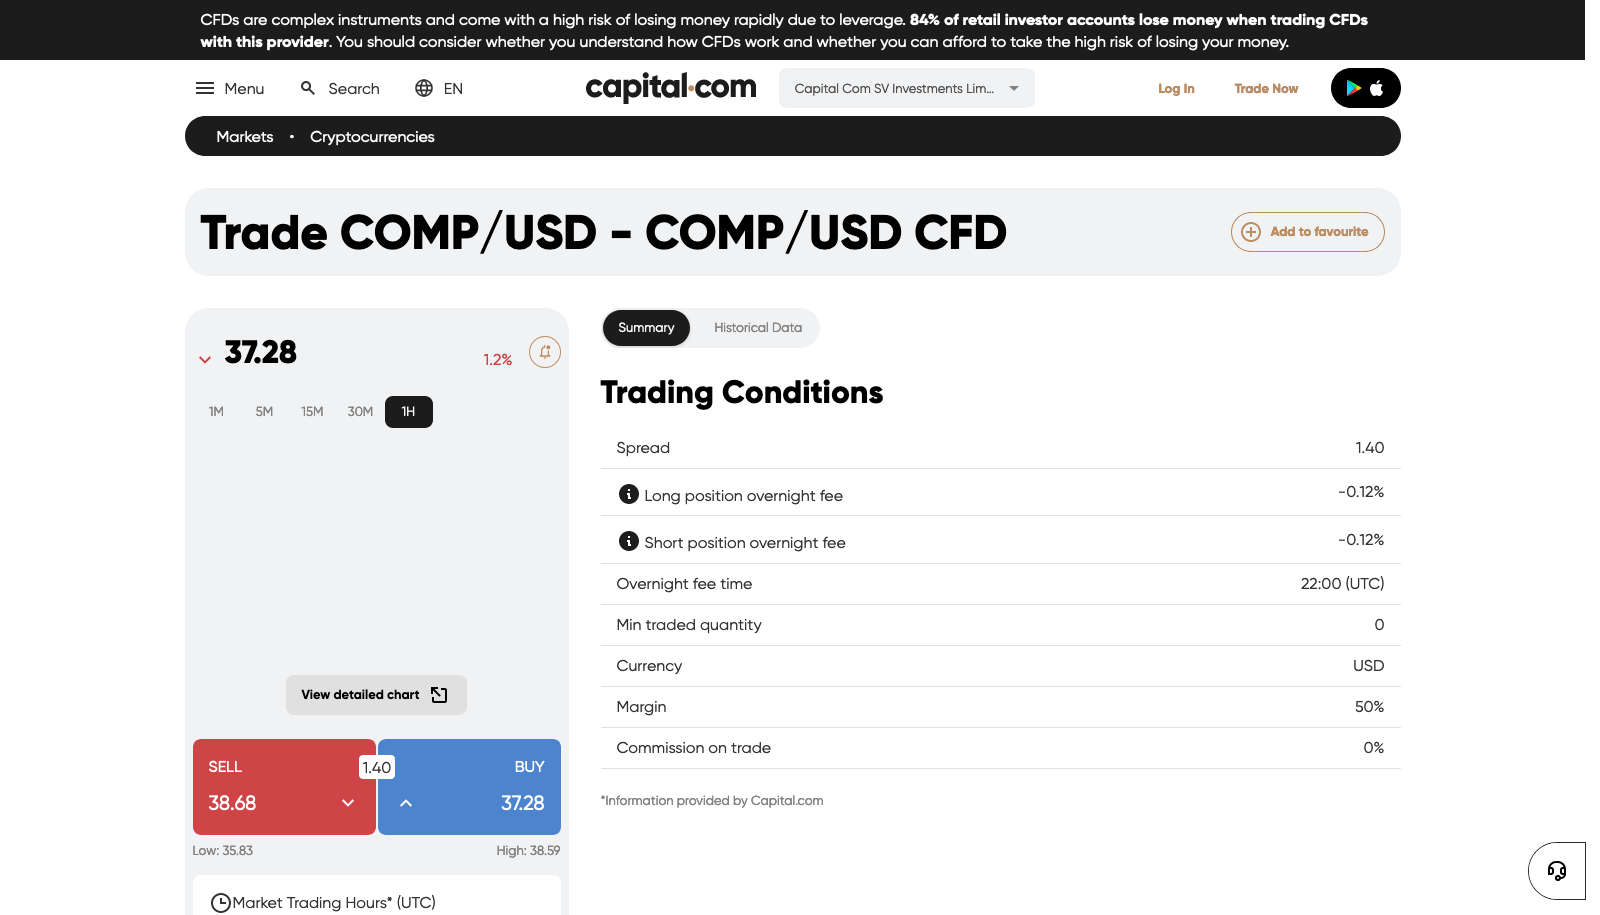 CFDs are complex instruments and come with a high risk of losing money rapidly due to leverage. 84% of retail investor accounts lose money when trading CFDs
with this provider. You should consider whether you understand how CFDs work and whether you can afford to take the high risk of losing your money.
Menu Search EN capital.com Capital Com SV Investments Lim... Log In Trade Now
Markets • Cryptocurrencies
Trade COMP/USD - COMP/USD CFD Add to favourite
37.28 1.2%
1M 5M 15M 30M 1H
View detailed chart
SELL 1.40 BUY
38.68 37.28
Low: 35.83 High: 38.59
Market Trading Hours* (UTC)
Summary Historical Data
Trading Conditions
Spread 1.40
Long position overnight fee -0.12%
Short position overnight fee -0.12%
Overnight fee time 22:00 (UTC)
Min traded quantity 0
Currency USD
Margin 50%
Commission on trade 0%
*Information provided by Capital.com